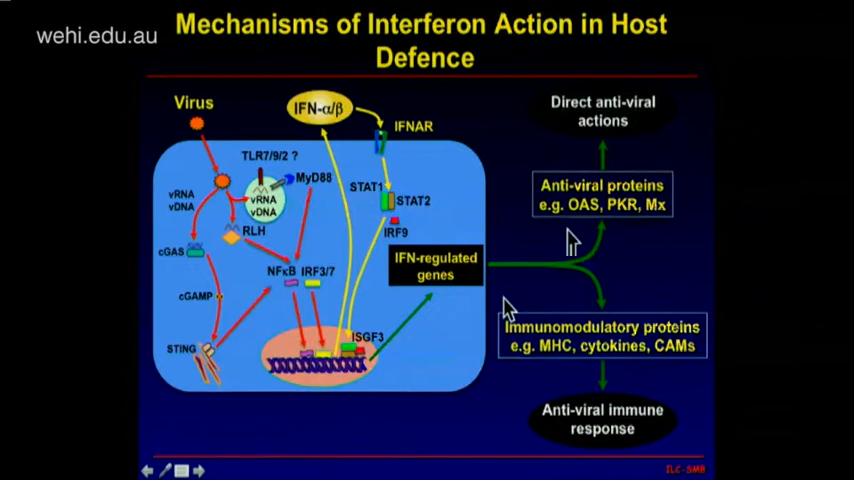 wehi.edu.au
Mechanisms of Interferon Action in Host
Defence
Virus
IFN-α/β
IFNAR
Direct anti-viral
actions
TLR7/9/2 ?
MyD88
vRNA
vDNA
vRNA
vDNA
STAT1
STAT2
IRF9
Anti-viral proteins
e.g. OAS, PKR, Mx
RLH
cGAS
NFκB
IRF3/7
IFN-regulated
genes
cGAMP
STING
ISGF3
Immunomodulatory proteins
e.g. MHC, cytokines, CAMs
Anti-viral immune
response
ILC-SMB